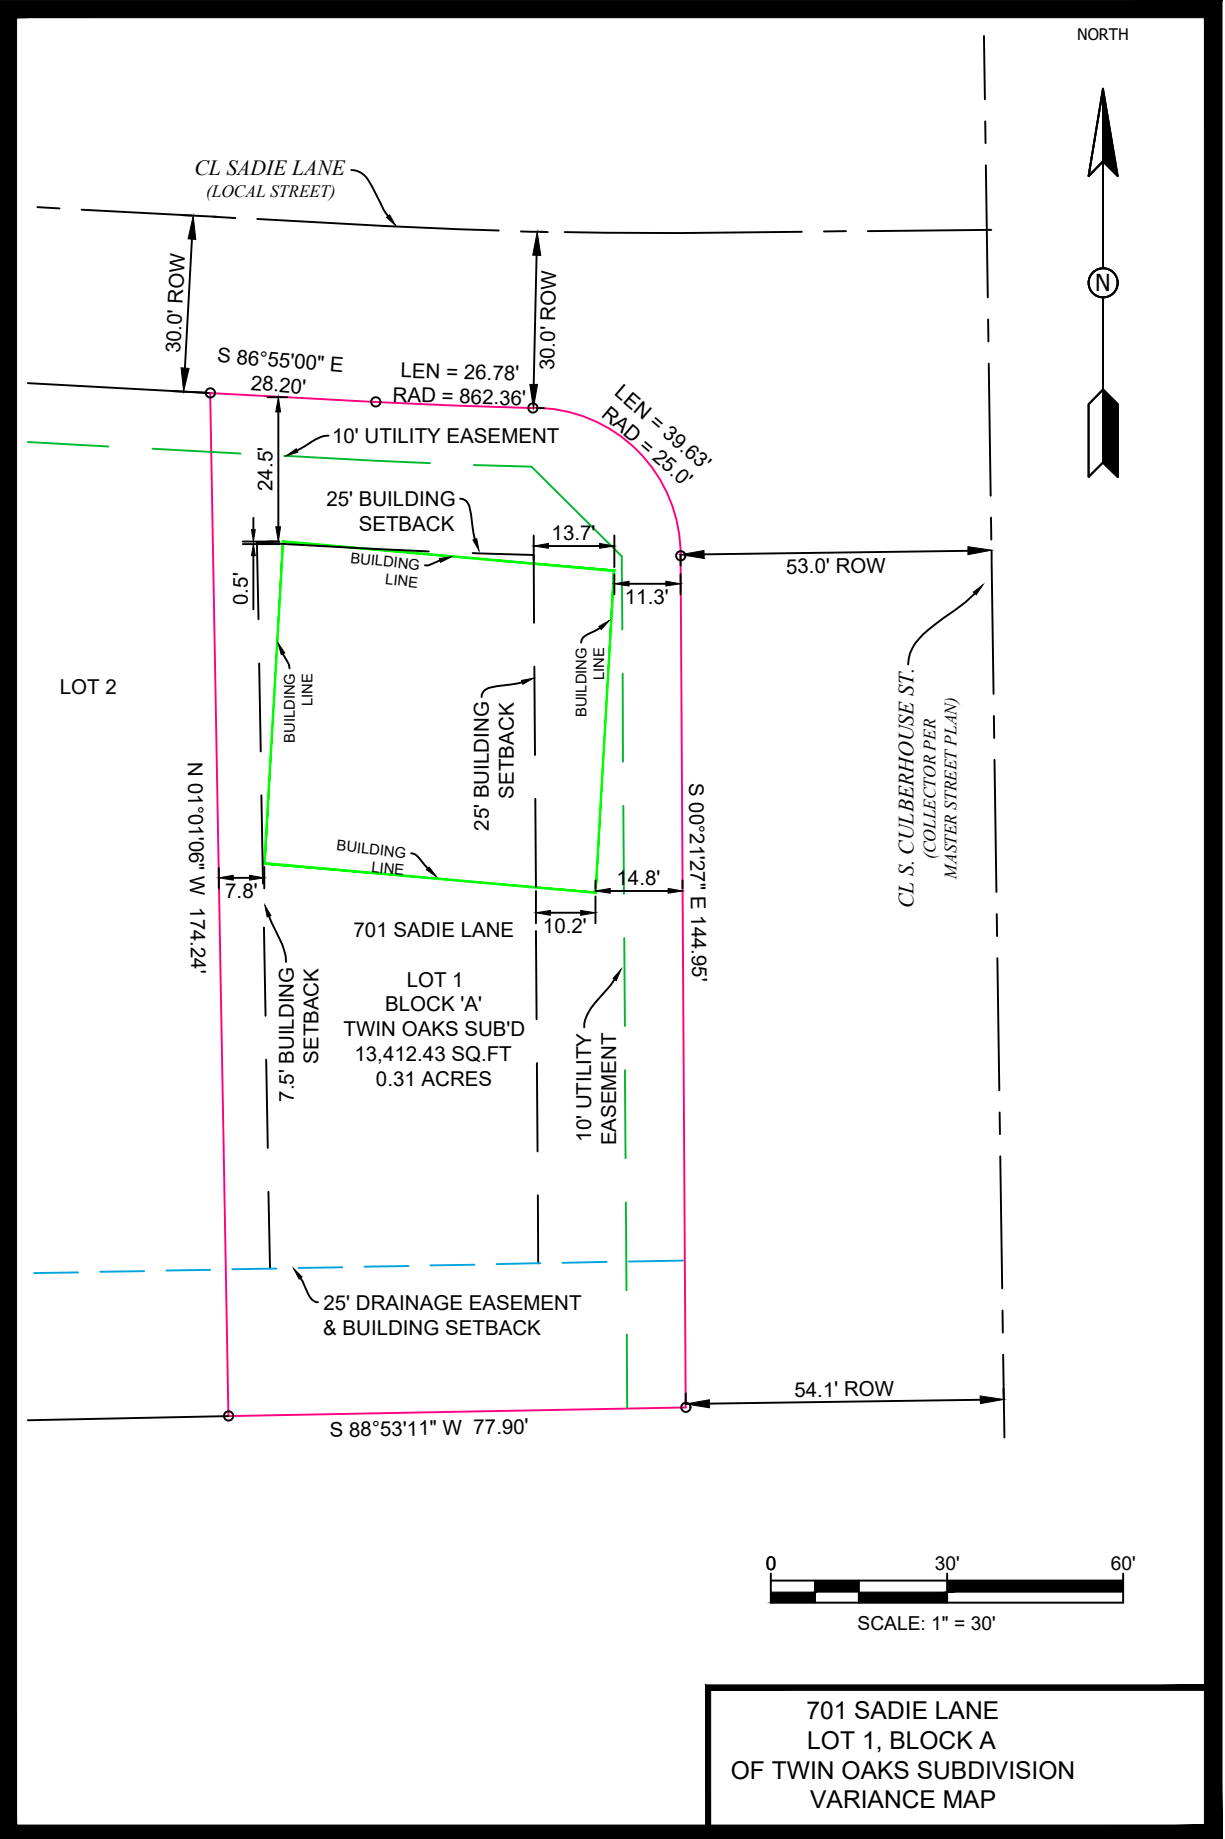 NORTH
CL SADIE LANE
(LOCAL STREET)
30.0' ROW
30.0' ROW
S 86°55'00" E
28.20'
LEN = 26.78'
RAD = 862.36'
LEN = 39.63'
RAD = 25.0'
N
10' UTILITY EASEMENT
24.5'
25' BUILDING
SETBACK
13.7'
BUILDING
LINE
53.0' ROW
11.3'
0.5'
BUILDING
LINE
BUILDING
LINE
LOT 2
25' BUILDING
SETBACK
CL S. CULBERHOUSE ST.
(COLLECTOR PER
MASTER STREET PLAN)
N 01°01'06" W 174.24'
S 00°21'27" E 144.95'
BUILDING
LINE
7.8'
14.8'
10.2'
701 SADIE LANE
LOT 1
BLOCK 'A'
TWIN OAKS SUB'D
13,412.43 SQ.FT
0.31 ACRES
7.5' BUILDING
SETBACK
10' UTILITY
EASEMENT
25' DRAINAGE EASEMENT
& BUILDING SETBACK
54.1' ROW
S 88°53'11" W 77.90'
0 30' 60'
SCALE: 1" = 30'
701 SADIE LANE
LOT 1, BLOCK A
OF TWIN OAKS SUBDIVISION
VARIANCE MAP